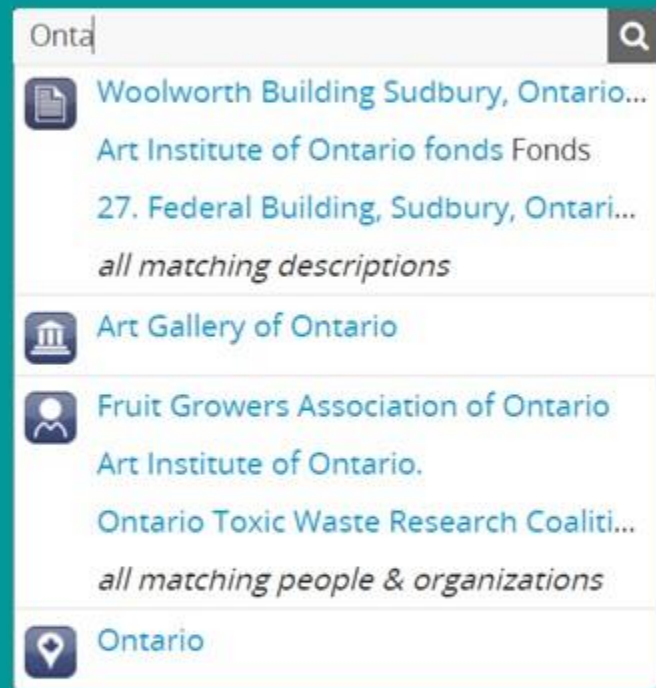 Onta
Woolworth Building Sudbury, Ontario...
Art Institute of Ontario fonds Fonds
27. Federal Building, Sudbury, Ontari...
all matching descriptions
Art Gallery of Ontario
Fruit Growers Association of Ontario
Art Institute of Ontario.
Ontario Toxic Waste Research Coaliti...
all matching people & organizations
Ontario